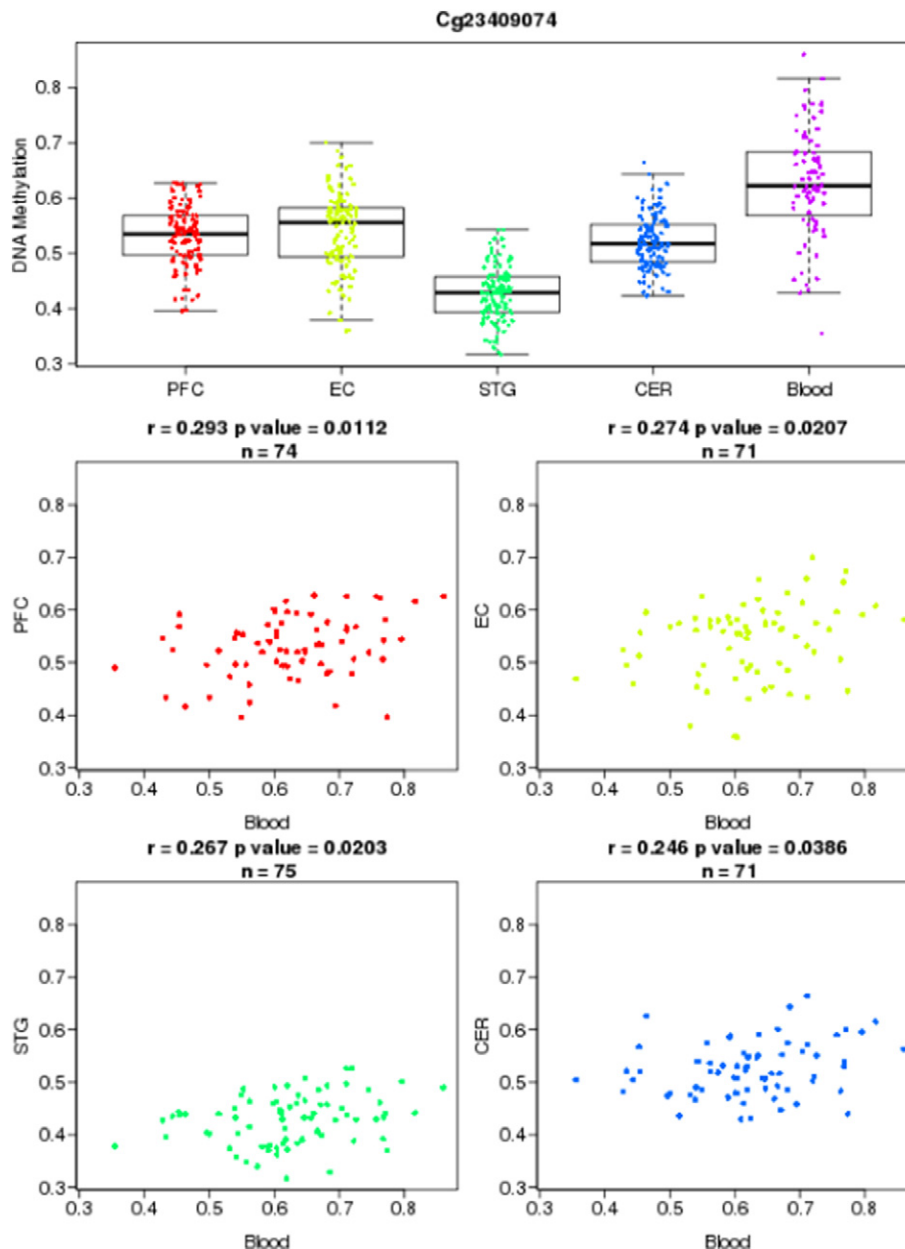 Cg23409074
DNA Methylation
0.8
0.7
0.6
0.5
0.4
0.3
PFC EC STG CER Blood
r = 0.293 p value = 0.0112
n = 74
PFC
0.8
0.7
0.6
0.5
0.4
0.3
0.3 0.4 0.5 0.6 0.7 0.8
Blood
r = 0.274 p value = 0.0207
n = 71
EC
0.8
0.7
0.6
0.5
0.4
0.3
0.3 0.4 0.5 0.6 0.7 0.8
Blood
r = 0.267 p value = 0.0203
n = 75
STG
0.8
0.7
0.6
0.5
0.4
0.3
0.3 0.4 0.5 0.6 0.7 0.8
Blood
r = 0.246 p value = 0.0386
n = 71
CER
0.8
0.7
0.6
0.5
0.4
0.3
0.3 0.4 0.5 0.6 0.7 0.8
Blood